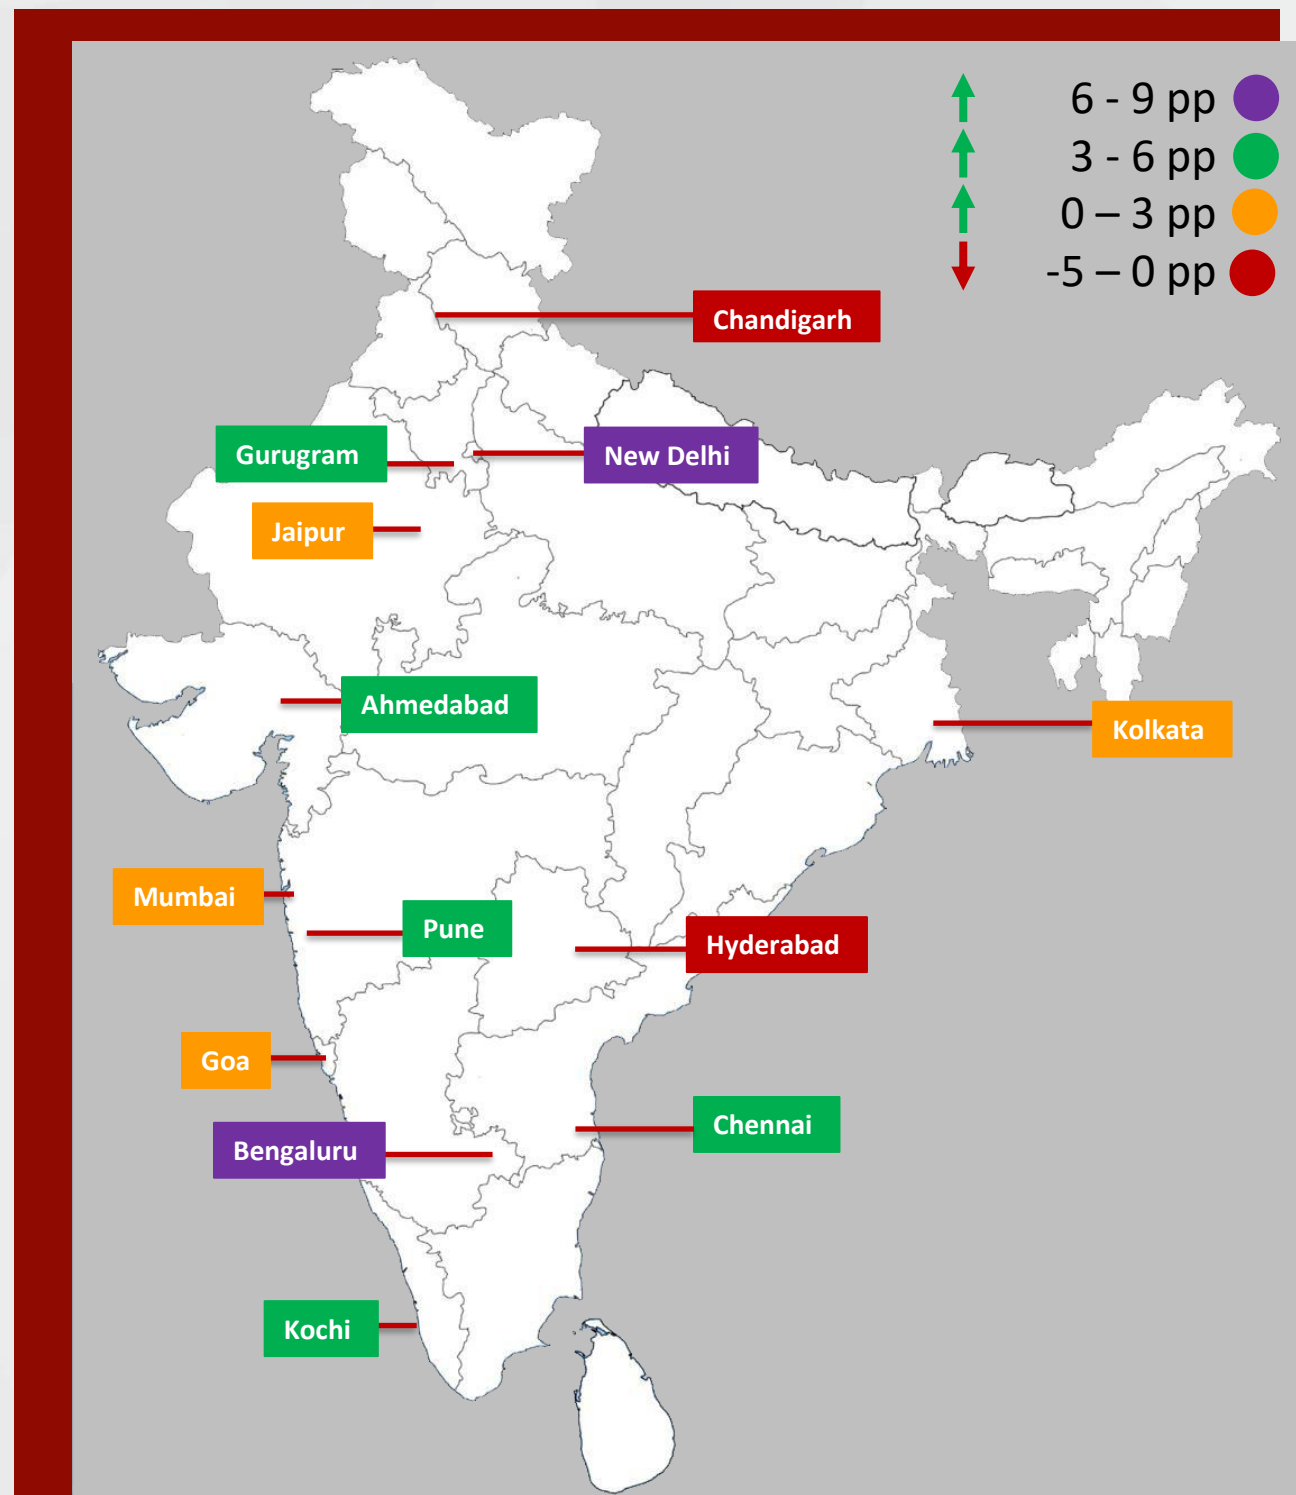 6 - 9 pp
3 - 6 pp
0 – 3 pp
-5 – 0 pp
Chandigarh
Gurugram
New Delhi
Jaipur
Ahmedabad
Kolkata
Mumbai
Pune
Hyderabad
Goa
Chennai
Bengaluru
Kochi